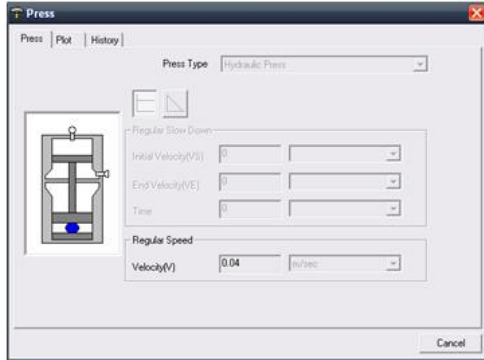 Press
Press Plot History
Press Type Hydraulic Press
Regular Slow Down
Initial Velocity(VS) 0
End Velocity(VE) 0
Time 0
Regular Speed
Velocity(V) 0.04 m/sec
Cancel